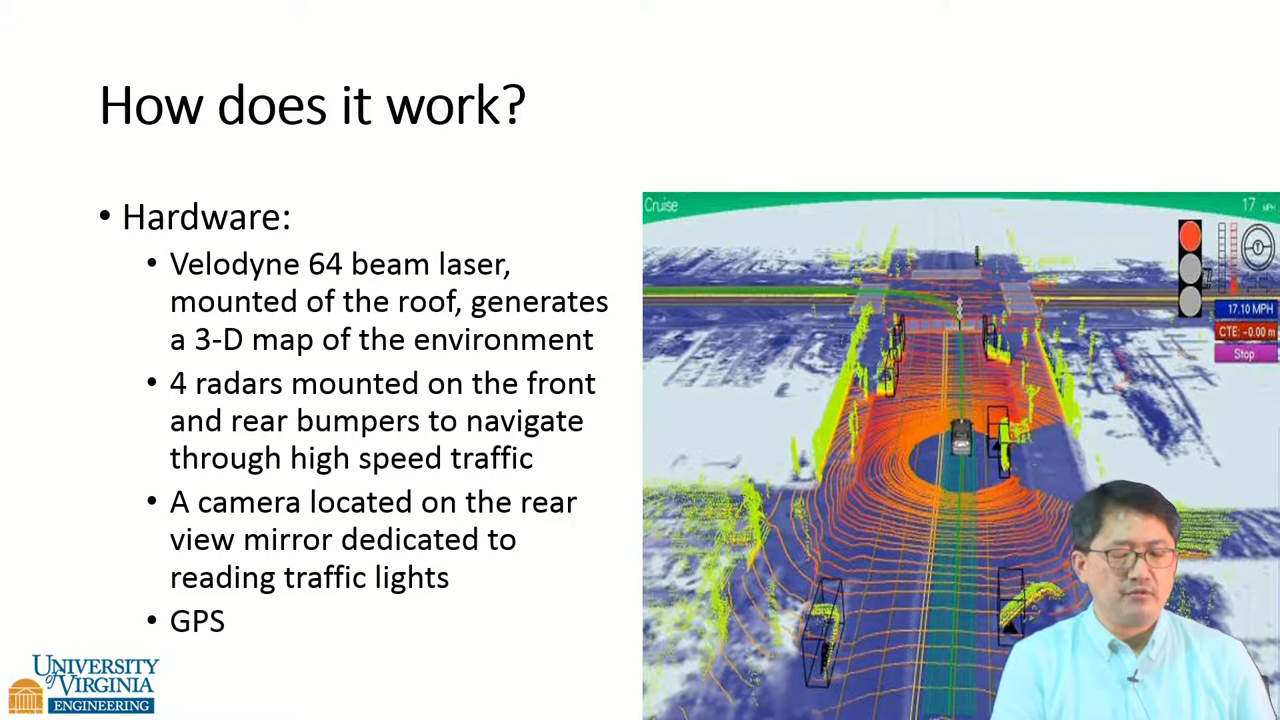 How does it work?
• Hardware:
• Velodyne 64 beam laser,
mounted of the roof, generates
a 3-D map of the environment
• 4 radars mounted on the front
and rear bumpers to navigate
through high speed traffic
• A camera located on the rear
view mirror dedicated to
reading traffic lights
• GPS
Cruise
17 MPH
17.10 MPH
CTE: -0.00 m
Stop
UNIVERSITY
of VIRGINIA
ENGINEERING